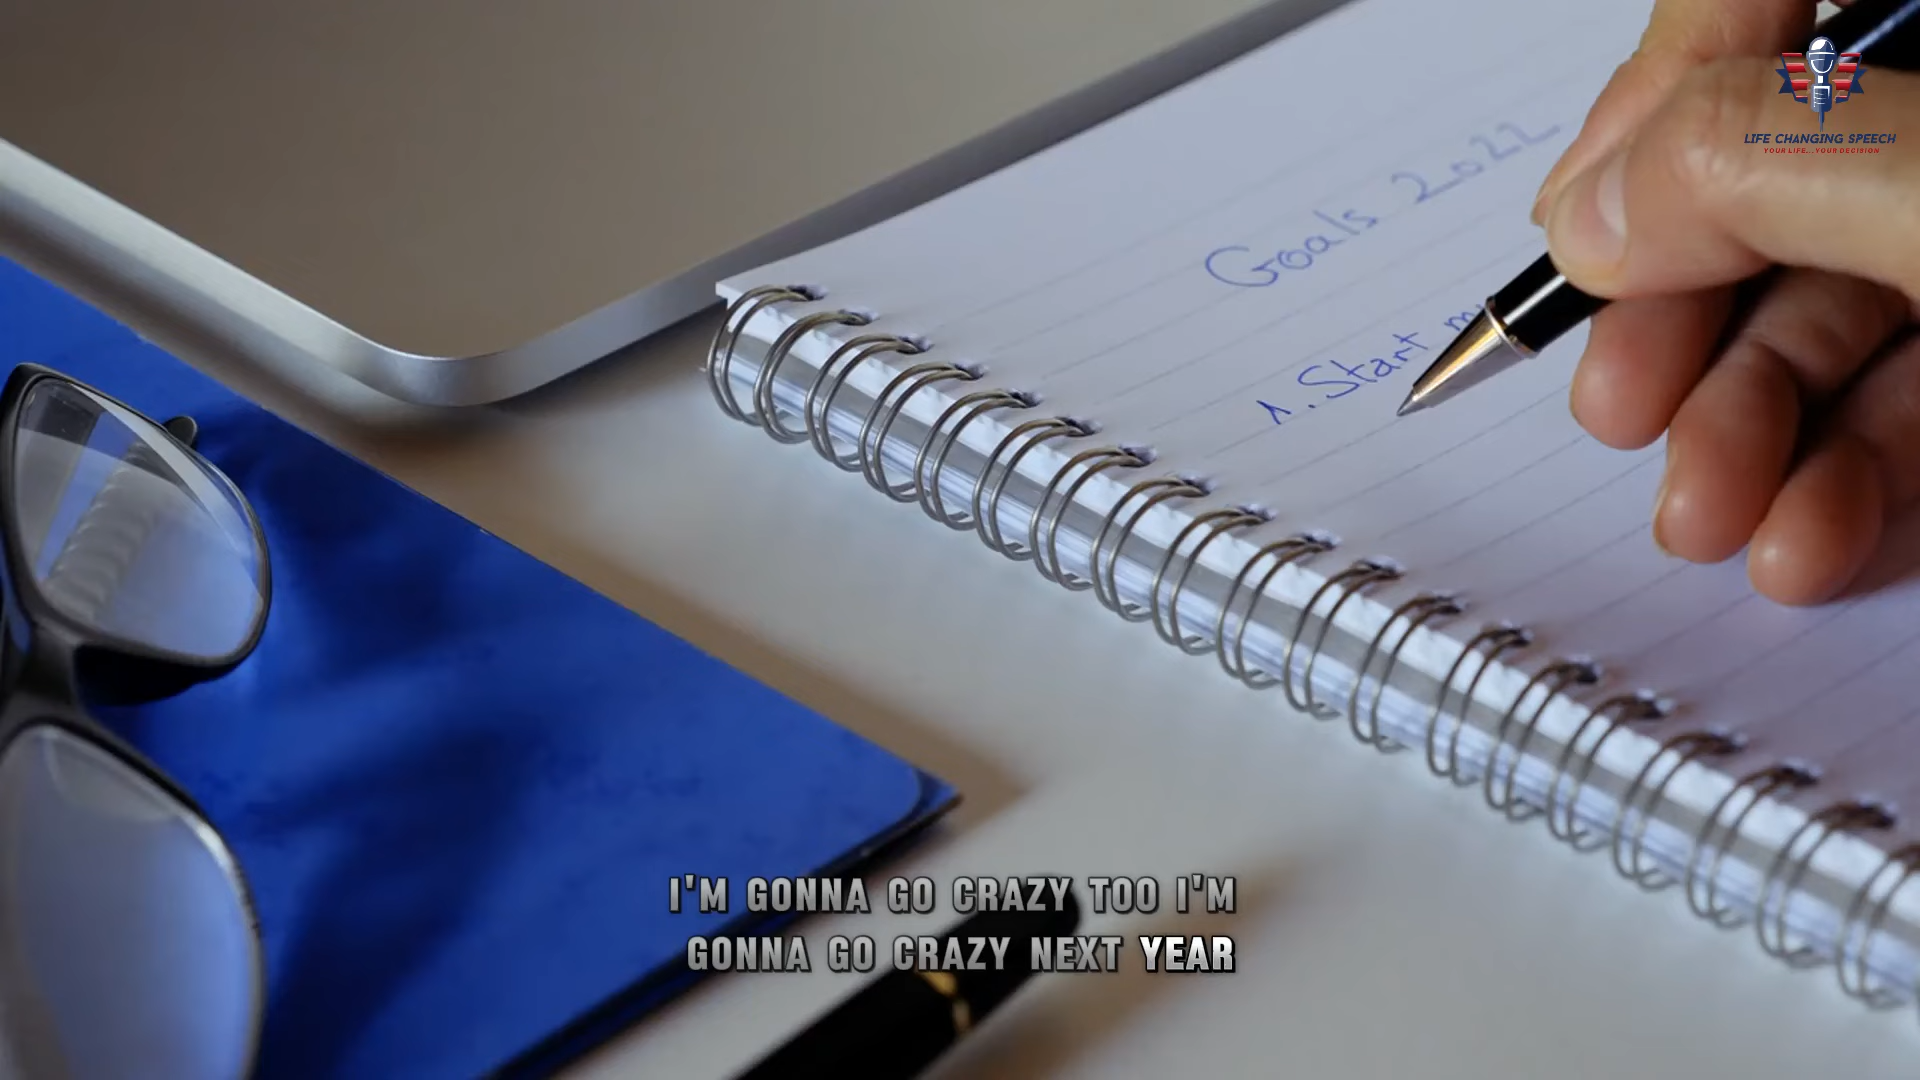 LIFE CHANGING SPEECH
YOUR LIFE...YOUR DECISION
Goals 2022
1. Start m
I'M GONNA GO CRAZY TOO I'M
GONNA GO CRAZY NEXT YEAR